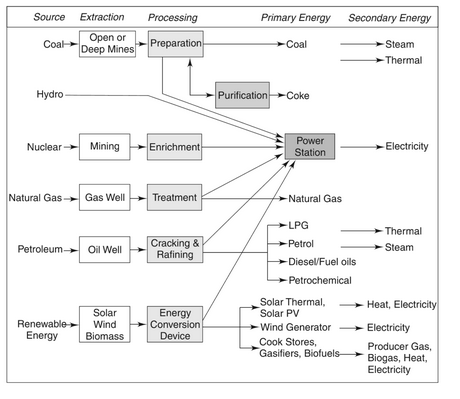 Source Extraction Processing Primary Energy Secondary Energy
Coal Open or Deep Mines Preparation Coal Steam
Thermal
Purification Coke
Hydro
Nuclear Mining Enrichment Power Station Electricity
Natural Gas Gas Well Treatment Natural Gas
LPG Thermal
Petroleum Oil Well Cracking & Rafining Petrol Steam
Diesel/Fuel oils
Petrochemical
Renewable Energy
Solar
Wind
Biomass
Energy
Conversion
Device
Solar Thermal,
Solar PV
Heat, Electricity
Wind Generator Electricity
Cook Stores,
Gasifiers, Biofuels
Producer Gas,
Biogas, Heat,
Electricity